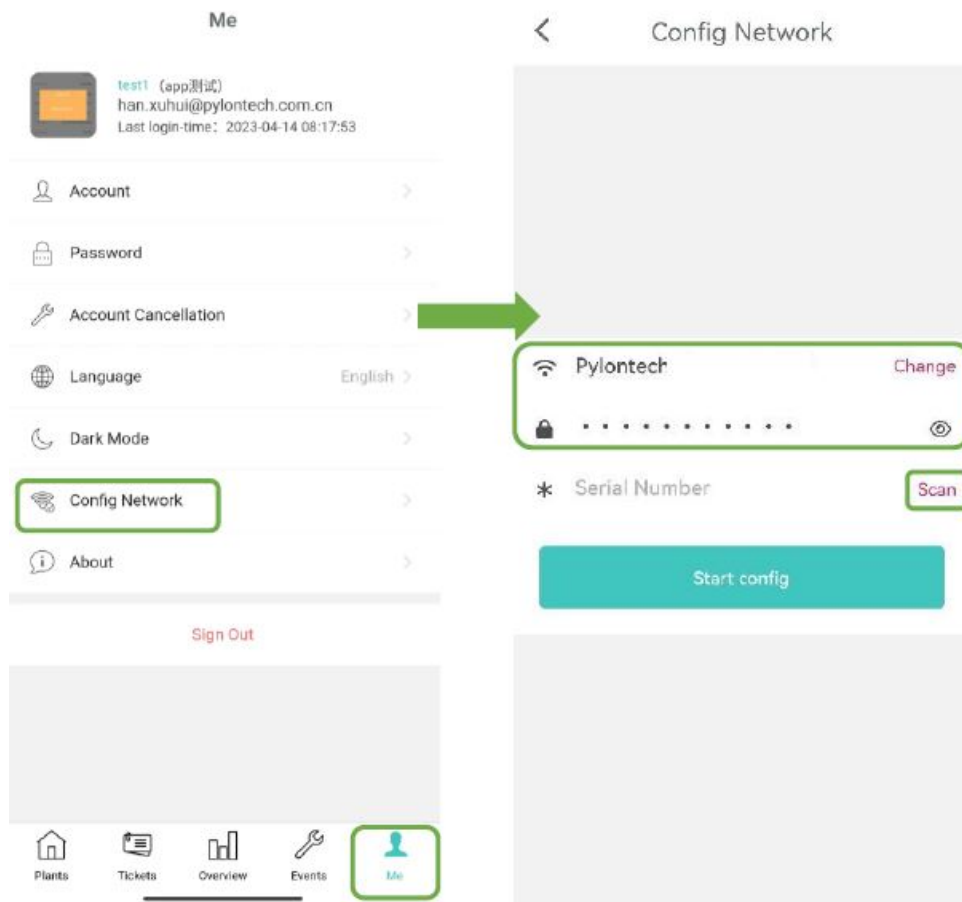 Me
test1 (app测试)
han.xuhui@pylontech.com.cn
Last login-time: 2023-04-14 08:17:53
Account
Password
Account Cancellation
Language English
Dark Mode
Config Network
About
Sign Out
Plants Tickets Overview Events Me
Config Network
Pylontech Change
Serial Number Scan
Start config